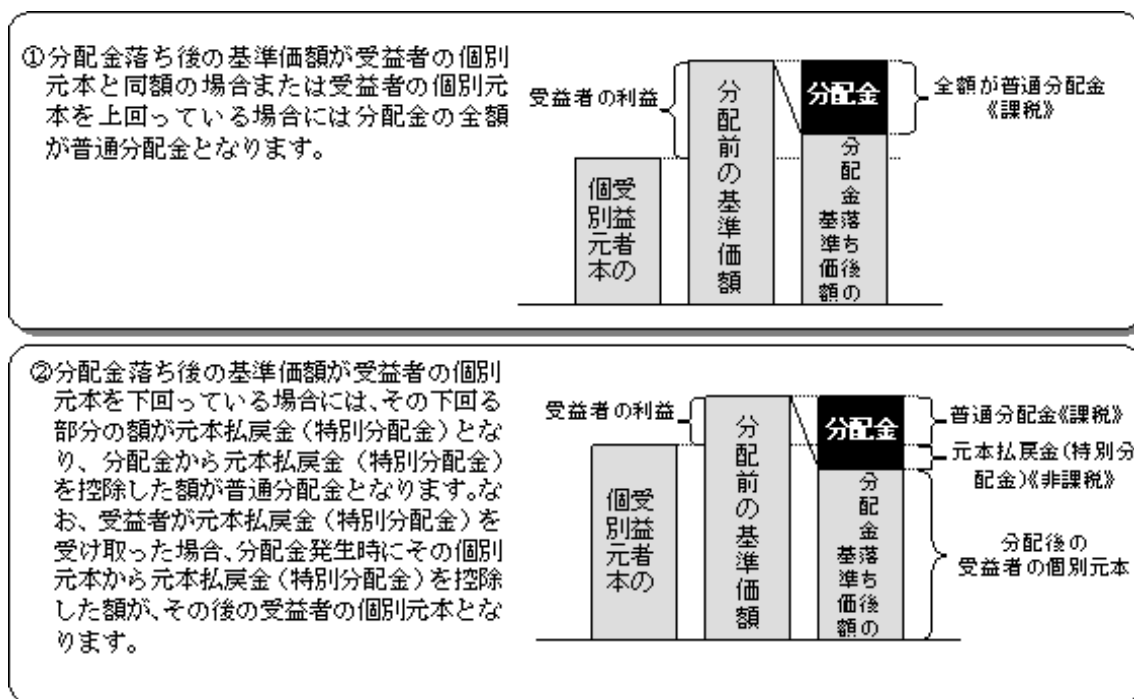 ①分配金落ち後の基準価額が受益者の個別
元本と同額の場合または受益者の個別元
本を上回っている場合には分配金の全額
が普通分配金となります。
受益者の利益
受益者の
個別元本
分配前の基準価額
分配金
分配金落ち後の
基準価額
全額が普通分配金
《課税》
②分配金落ち後の基準価額が受益者の個別
元本を下回っている場合には、その下回る
部分の額が元本払戻金（特別分配金）とな
り、分配金から元本払戻金（特別分配金）
を控除した額が普通分配金となります。な
お、受益者が元本払戻金（特別分配金）を
受け取った場合、分配金発生時にその個別
元本から元本払戻金（特別分配金）を控除
した額が、その後の受益者の個別元本とな
ります。
受益者の利益
受益者の
個別元本
分配前の基準価額
分配金
分配金落ち後の
基準価額
普通分配金《課税》
元本払戻金（特別分
配金）《非課税》
分配後の
受益者の個別元本